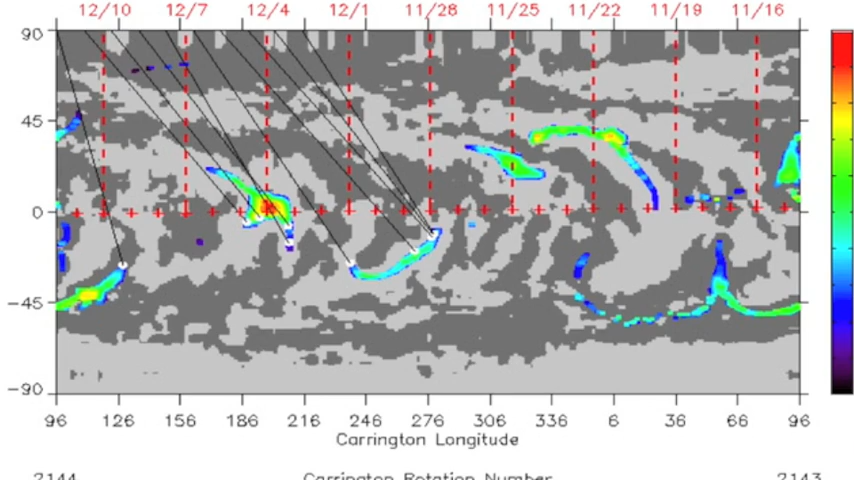 12/10 12/7 12/4 12/1 11/28 11/25 11/22 11/19 11/16
90
45
0
−45
−90
96 126 156 186 216 246 276 306 336 6 36 66 96
Carrington Longitude
2144 Carrington Rotation Number 2143